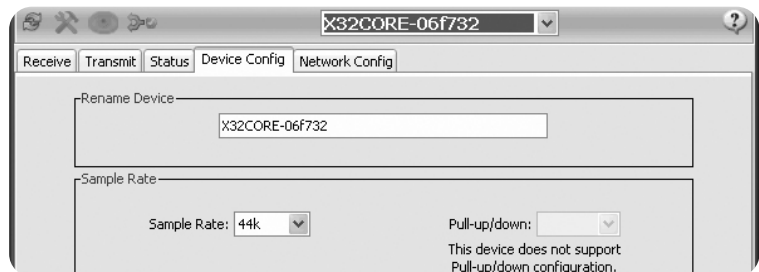 X32CORE-06f732
?
Receive Transmit Status Device Config Network Config
Rename Device
X32CORE-06f732
Sample Rate
Sample Rate: 44k Pull-up/down:
This device does not support
Pull-up/down configuration.